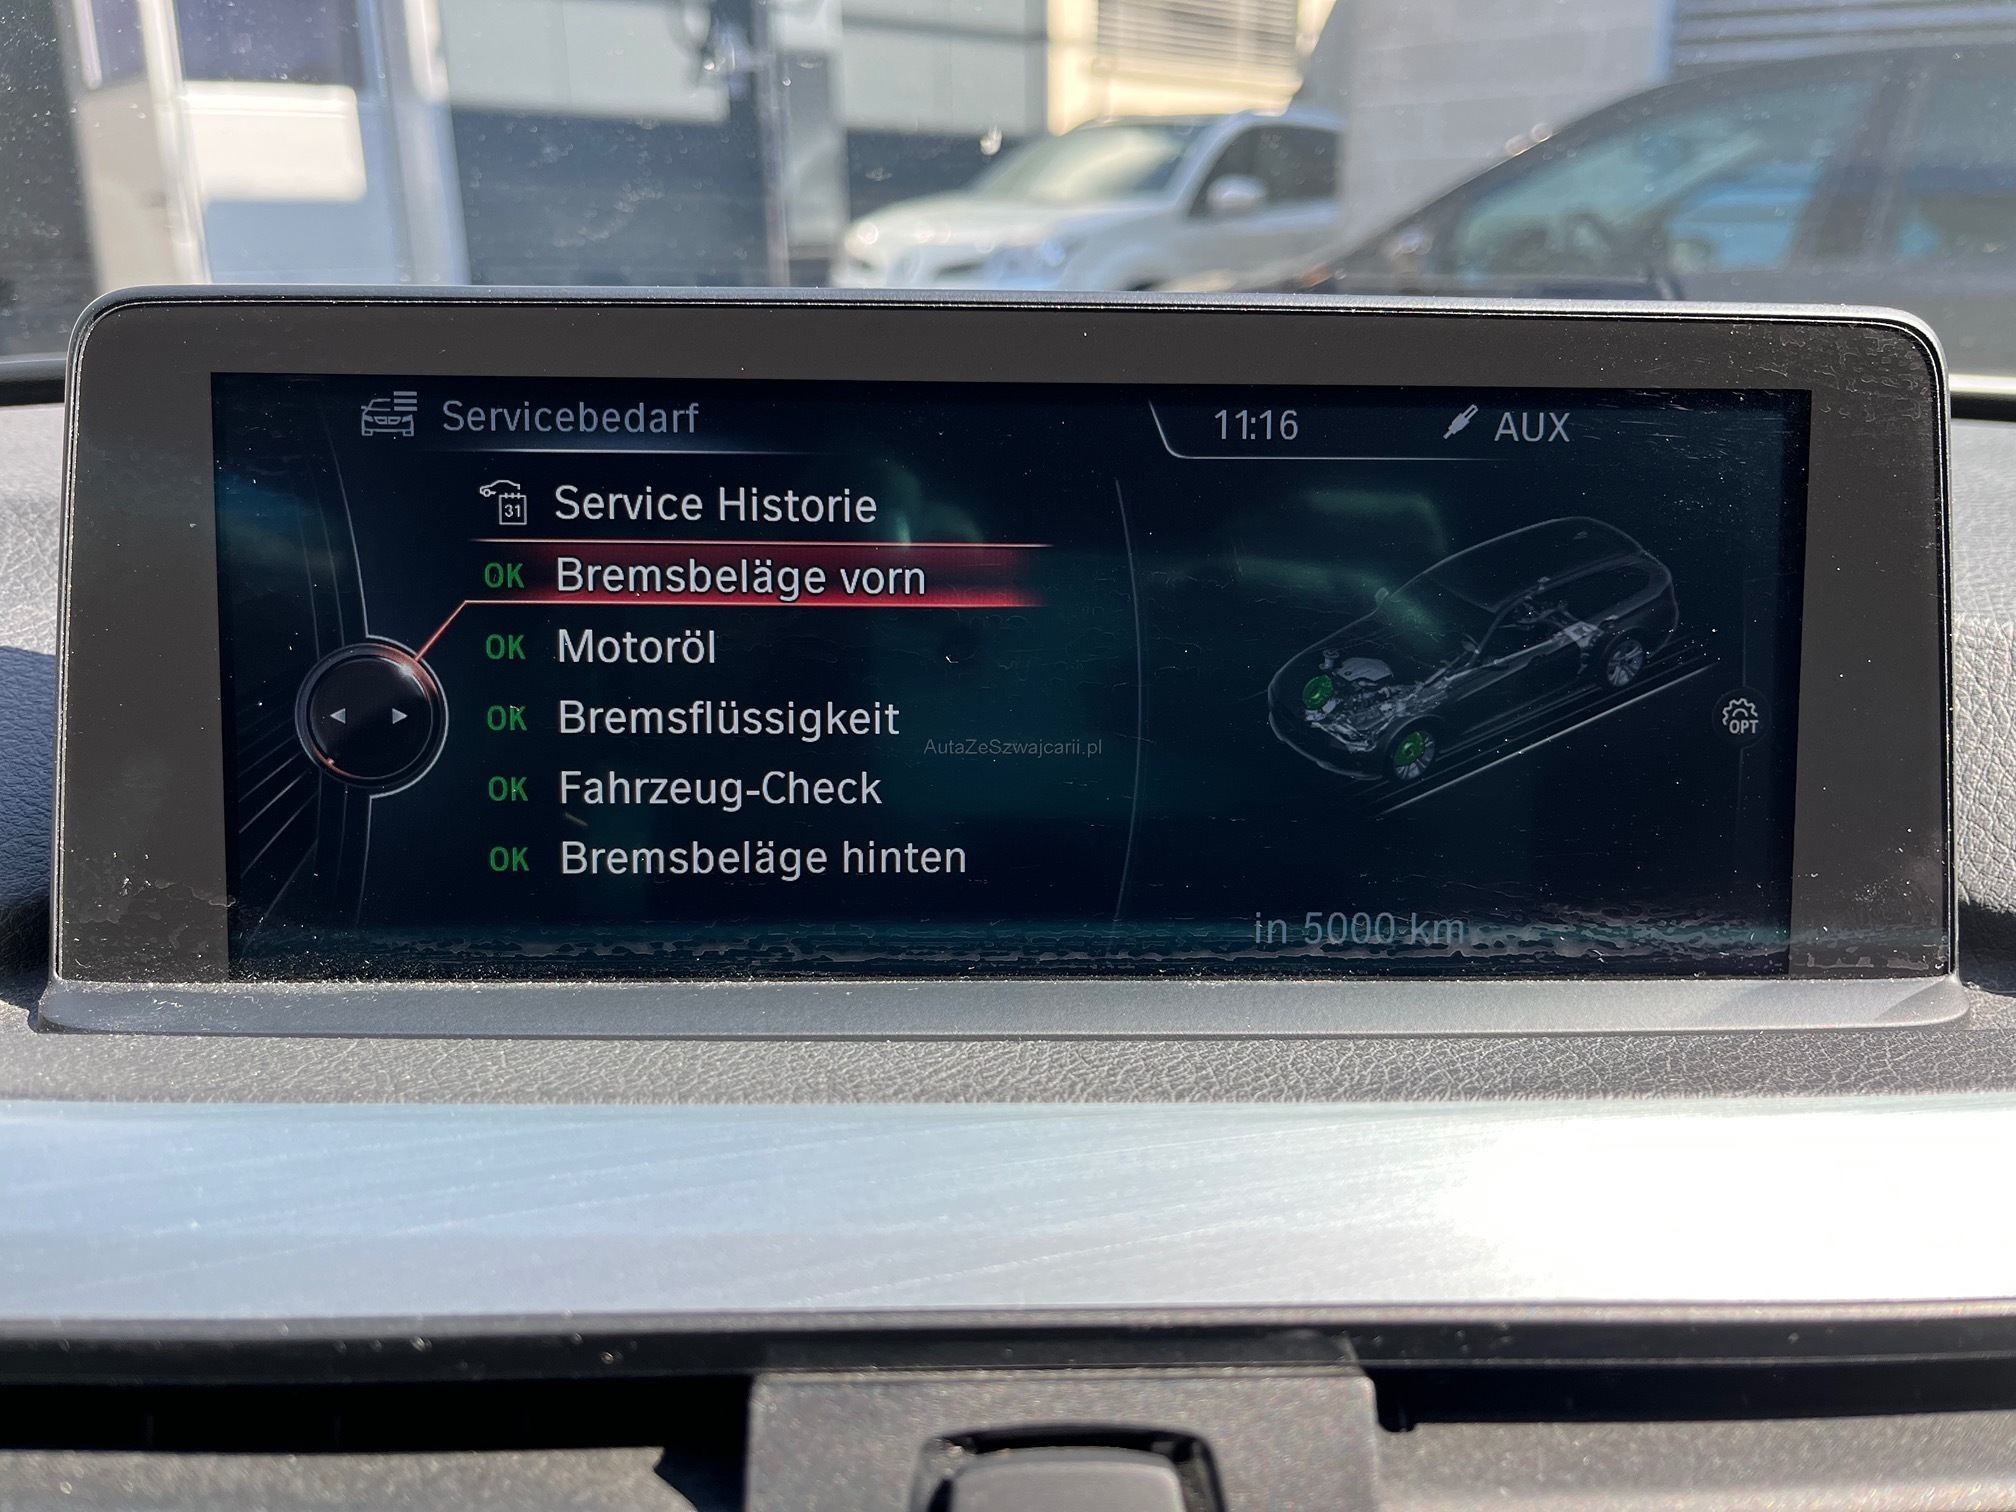 Servicebedarf
11:16 AUX
31 Service Historie
OK Bremsbeläge vorn
OK Motoröl
OK Bremsflüssigkeit
OK Fahrzeug-Check
OK Bremsbeläge hinten
OPT
in 5000 km
AutaZeSzwajcarii.pl